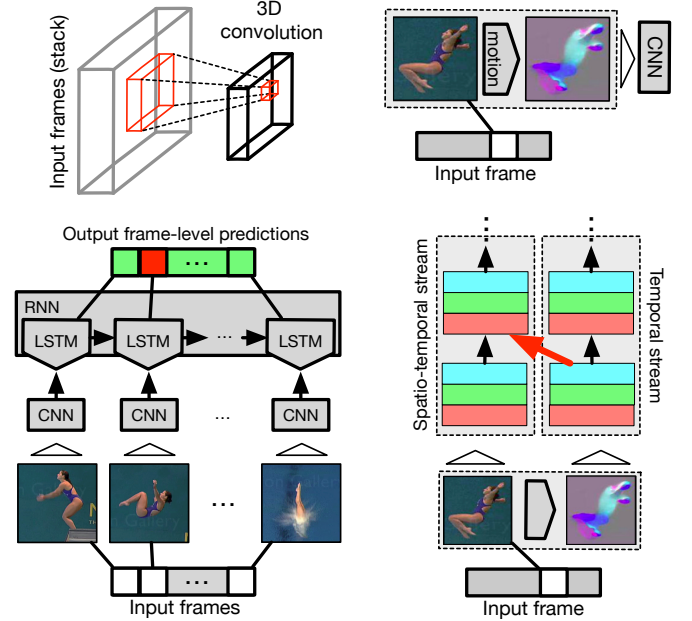 3D
convolution
Input frames (stack)
motion
CNN
Input frame
Output frame-level predictions
...
RNN
LSTM LSTM ... LSTM
CNN CNN ... CNN
...
...
Input frames
... ...
Spatio-temporal stream
Temporal stream
Input frame